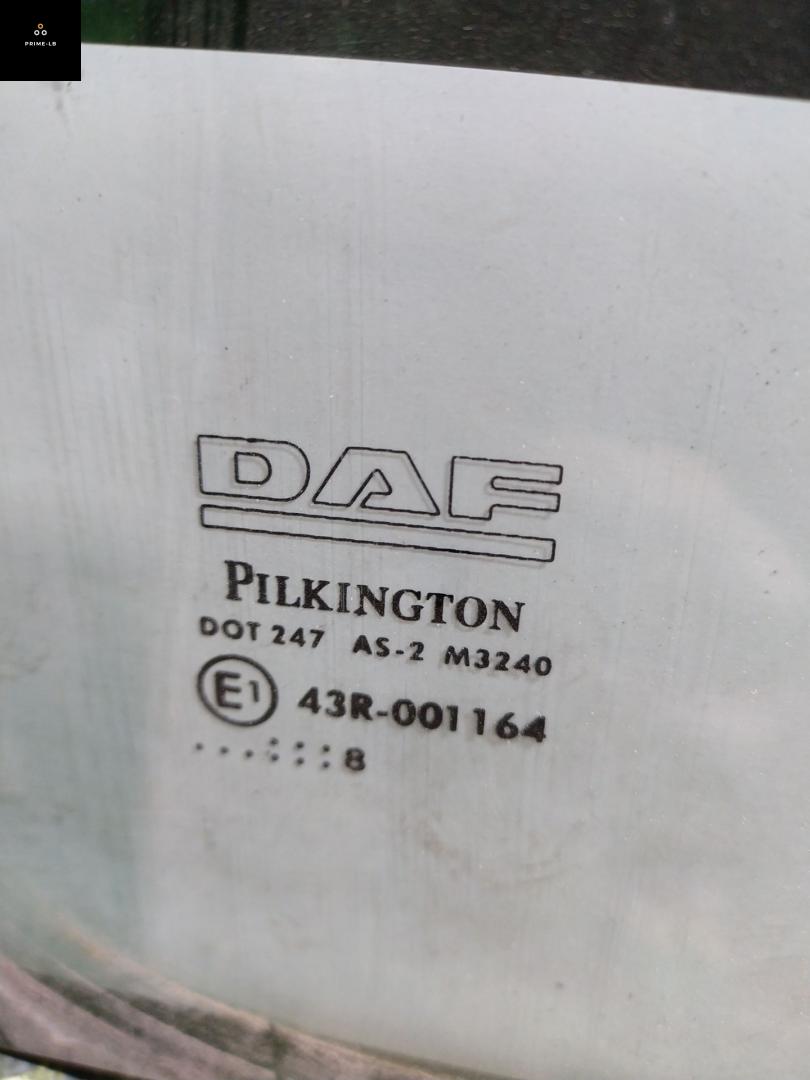 PRIME-LB
DAF
PILKINGTON
DOT 247 AS-2 M3240
E1 43R-001164
...:::8